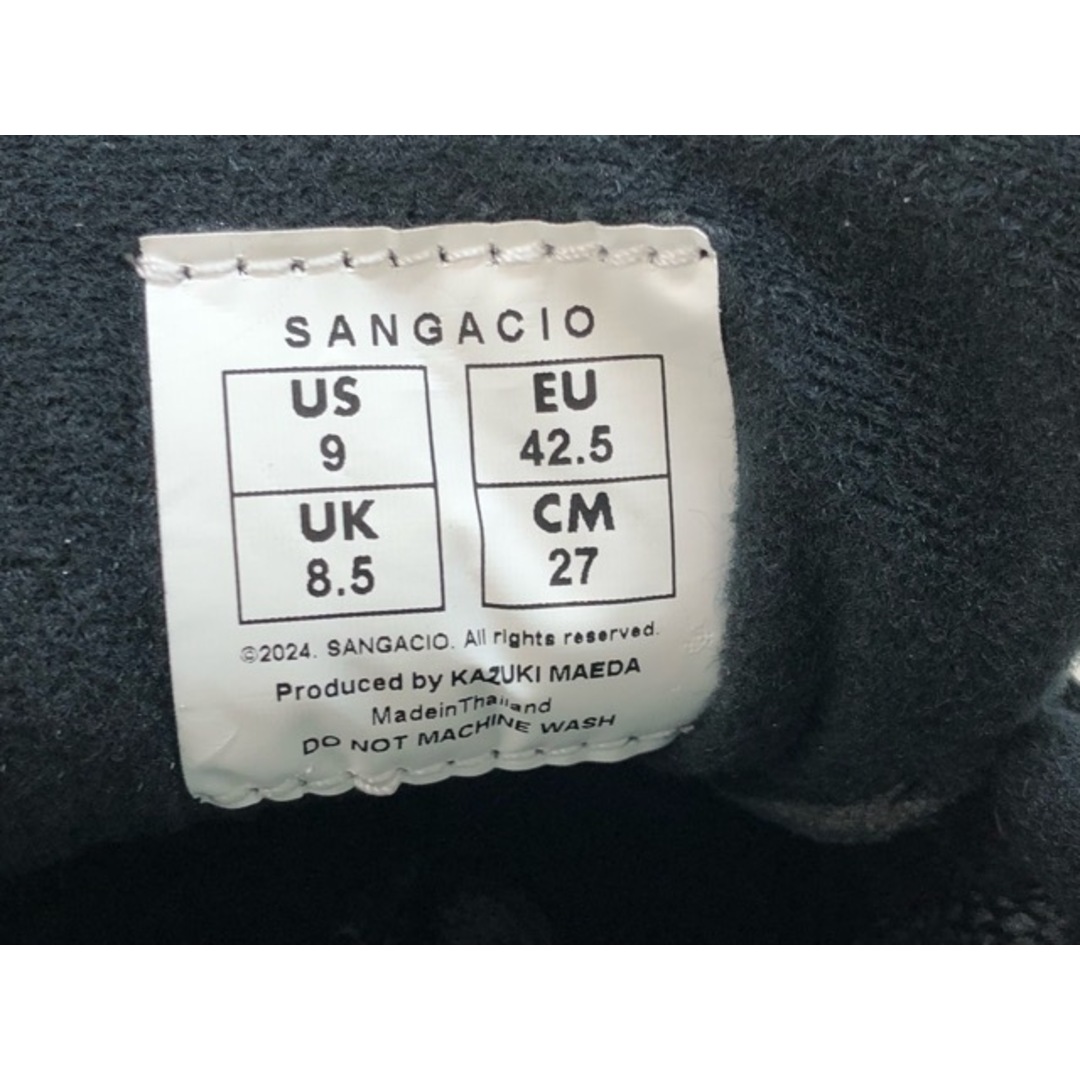 SANGACIO
US
9
EU
42.5
UK
8.5
CM
27
©2024. SANGACIO. All rights reserved.
Produced by KAZUKI MAEDA
MadeinThailand
DO NOT MACHINE WASH